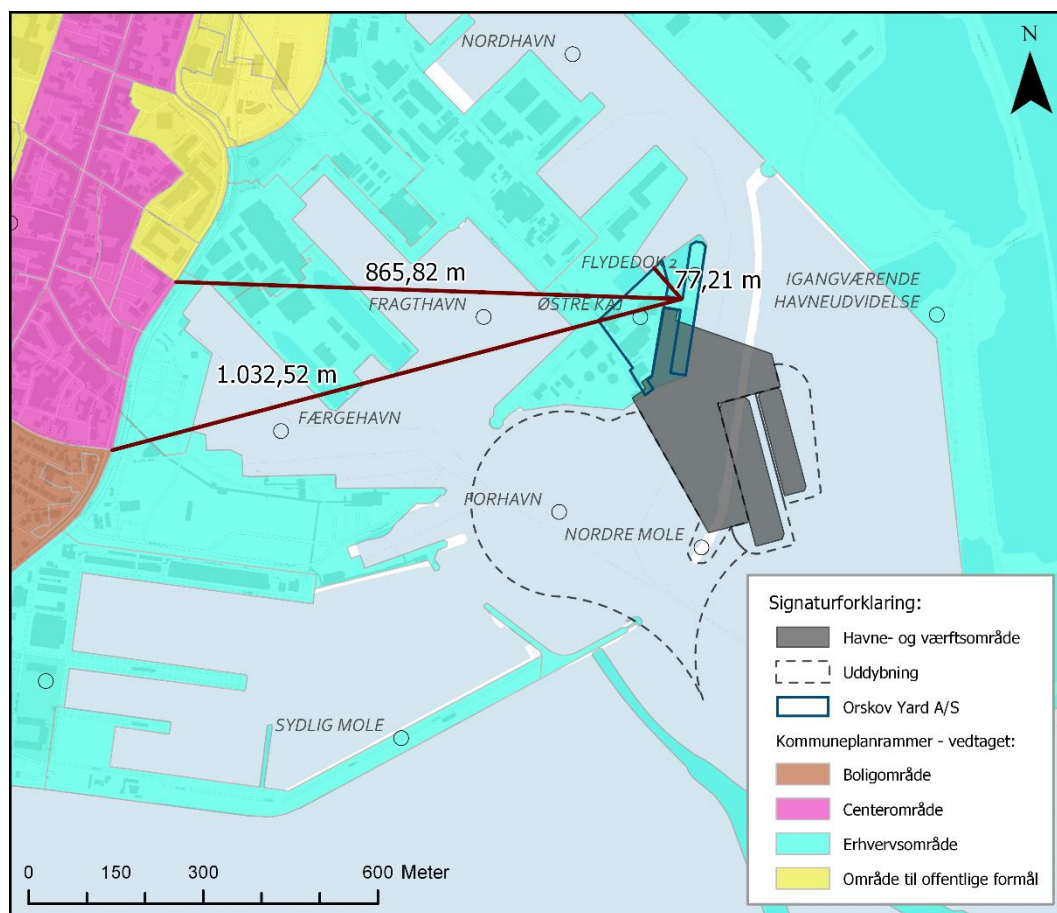 N
NORDHAVN
FLYDEDOK 2
865,82 m
77,21 m
IGANGVÆRENDE
HAVNEUDVIDELSE
FRAGTHAVN
ØSTRE KAJ
1.032,52 m
FÆRGEHAVN
FORHAVN
NORDRE MOLE
SYDLIG MOLE
Signaturforklaring:
Havne- og værftsområde
Uddybning
Orskov Yard A/S
Kommuneplanrammer - vedtaget:
Boligområde
Centerområde
Erhvervsområde
Område til offentlige formål
0 150 300 600 Meter